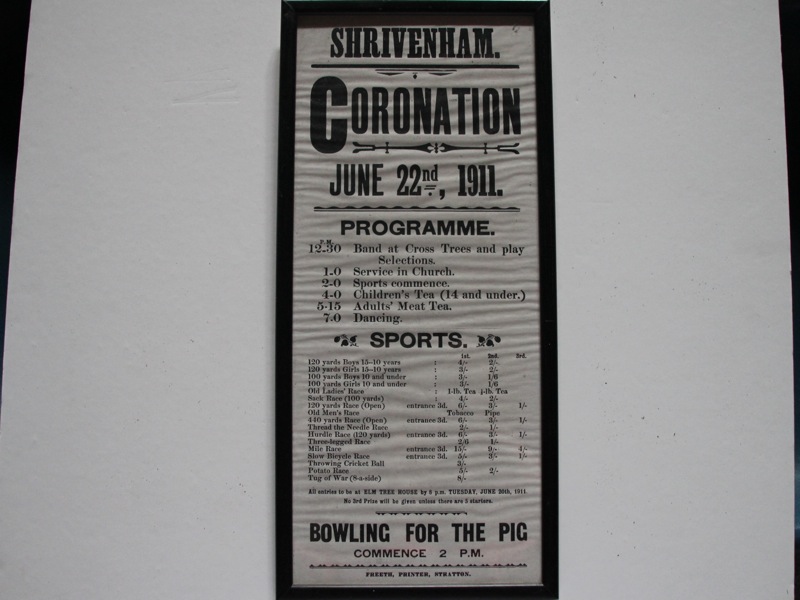 SHRIVENHAM.
CORONATION
JUNE 22nd, 1911.
PROGRAMME.
P.M.
12-30 Band at Cross Trees and play
Selections.
1-0 Service in Church.
2-0 Sports commence.
4-0 Children's Tea (14 and under.)
5-15 Adults' Meat Tea.
7-0 Dancing.
SPORTS.
1st. 2nd. 3rd.
120 yards Boys 15-10 years : 4/- 2/-
120 yards Girls 15-10 years : 3/- 2/-
100 yards Boys 10 and under : 3/- 1/6
100 yards Girls 10 and under : 3/- 1/6
Old Ladies' Race : 1-lb. Tea ½-lb. Tea
Sack Race (100 yards) : 4/- 2/-
120 yards Race (Open) entrance 3d. 6/- 3/- 1/-
Old Men's Race Tobacco Pipe
440 yards Race (Open) entrance 3d. 6/- 3/- 1/-
Thread the Needle Race 2/- 1/-
Hurdle Race (120 yards) entrance 3d. 6/- 3/- 1/-
Three-legged Race 2/6 1/-
Mile Race entrance 3d. 15/- 9/- 4/-
Slow Bicycle Race entrance 3d. 5/- 3/- 1/-
Throwing Cricket Ball 3/-
Potato Race 5/- 2/-
Tug of War (8-a-side) 8/-
All entries to be at ELM TREE HOUSE by 8 p.m. TUESDAY, JUNE 20th, 1911.
No 3rd Prize will be given unless there are 5 starters.
BOWLING FOR THE PIG
COMMENCE 2 P.M.
FREETH, PRINTER, STRATTON.